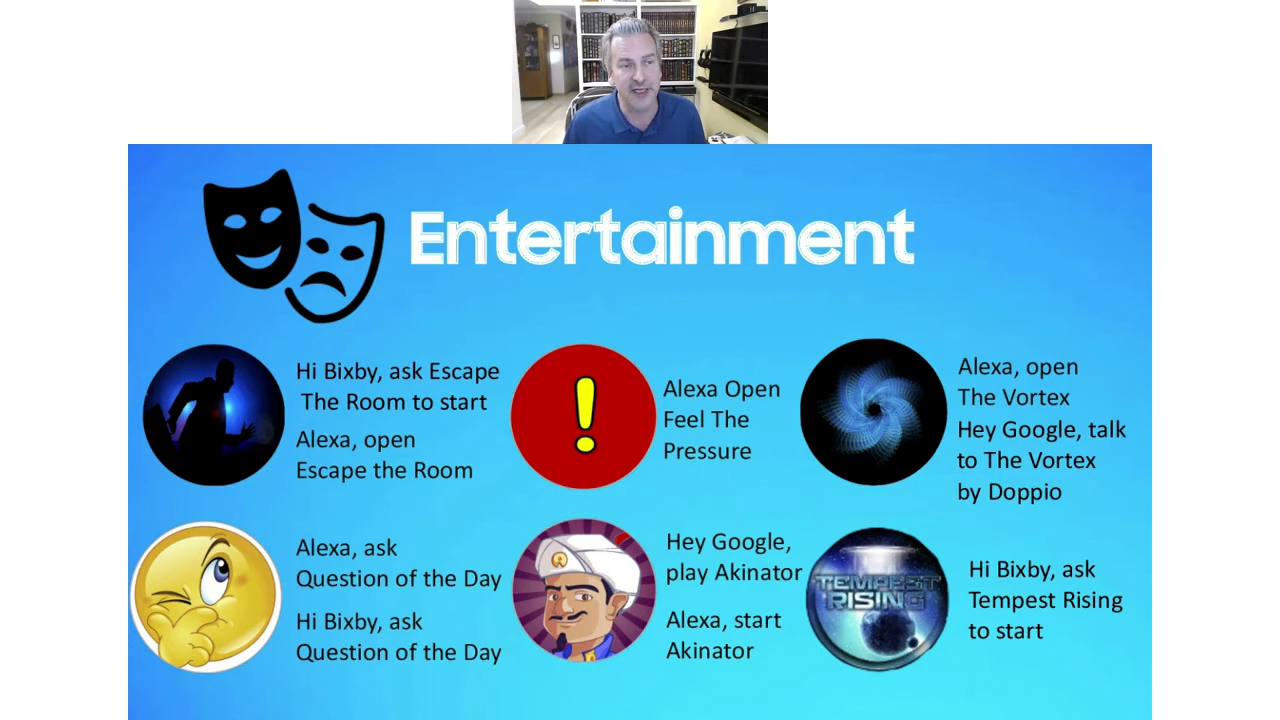 Entertainment
Hi Bixby, ask Escape
The Room to start
Alexa, open
Escape the Room
Alexa Open
Feel The
Pressure
Alexa, open
The Vortex
Hey Google, talk
to The Vortex
by Doppio
Alexa, ask
Question of the Day
Hi Bixby, ask
Question of the Day
Hey Google,
play Akinator
Alexa, start
Akinator
TEMPEST
RISING
Hi Bixby, ask
Tempest Rising
to start